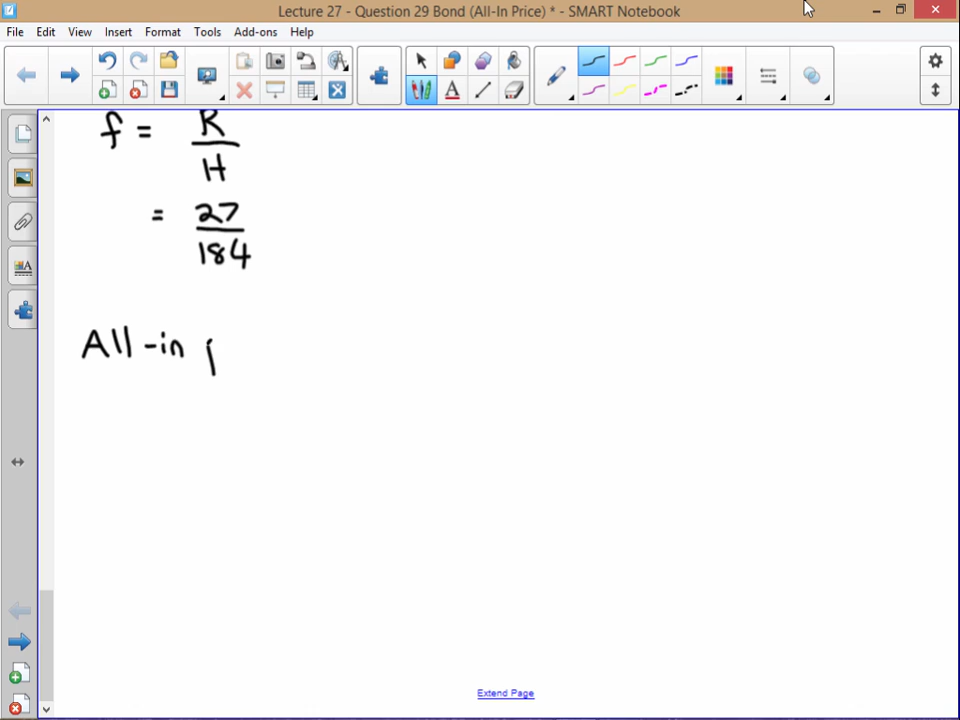 Lecture 27 - Question 29 Bond (All-In Price) * - SMART Notebook
File Edit View Insert Format Tools Add-ons Help
f = R
H
= 27
184
All-in
Extend Page